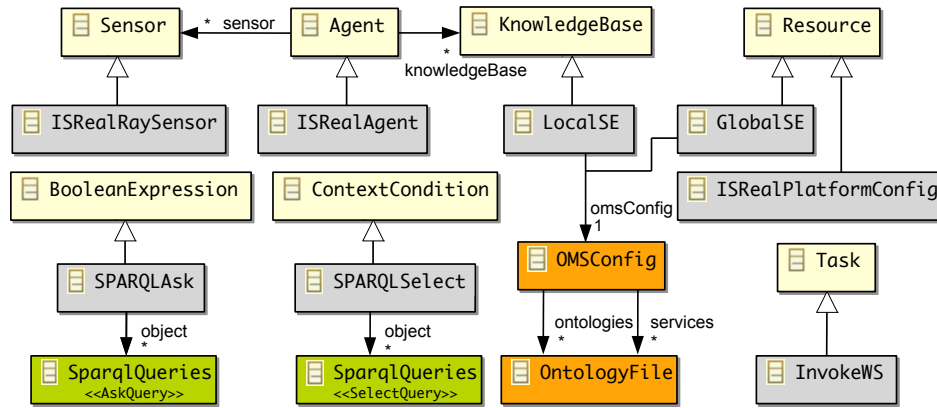 Sensor
* sensor
Agent
KnowledgeBase
*
knowledgeBase
Resource
ISRealRaySensor
ISRealAgent
LocalSE
GlobalSE
BooleanExpression
ContextCondition
ISRealPlatformConfig
omsConfig
1
SPARQLAsk
SPARQLSelect
OMSConfig
Task
object
*
object
*
ontologies
*
services
*
SparqlQueries
<<AskQuery>>
SparqlQueries
<<SelectQuery>>
OntologyFile
InvokeWS